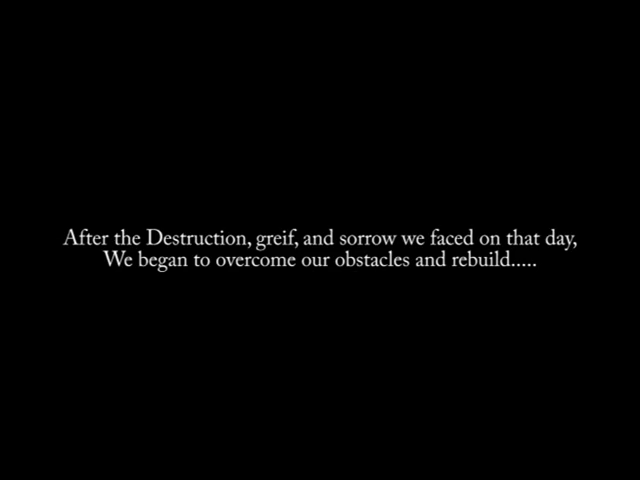 After the Destruction, greif, and sorrow we faced on that day,
We began to overcome our obstacles and rebuild.....